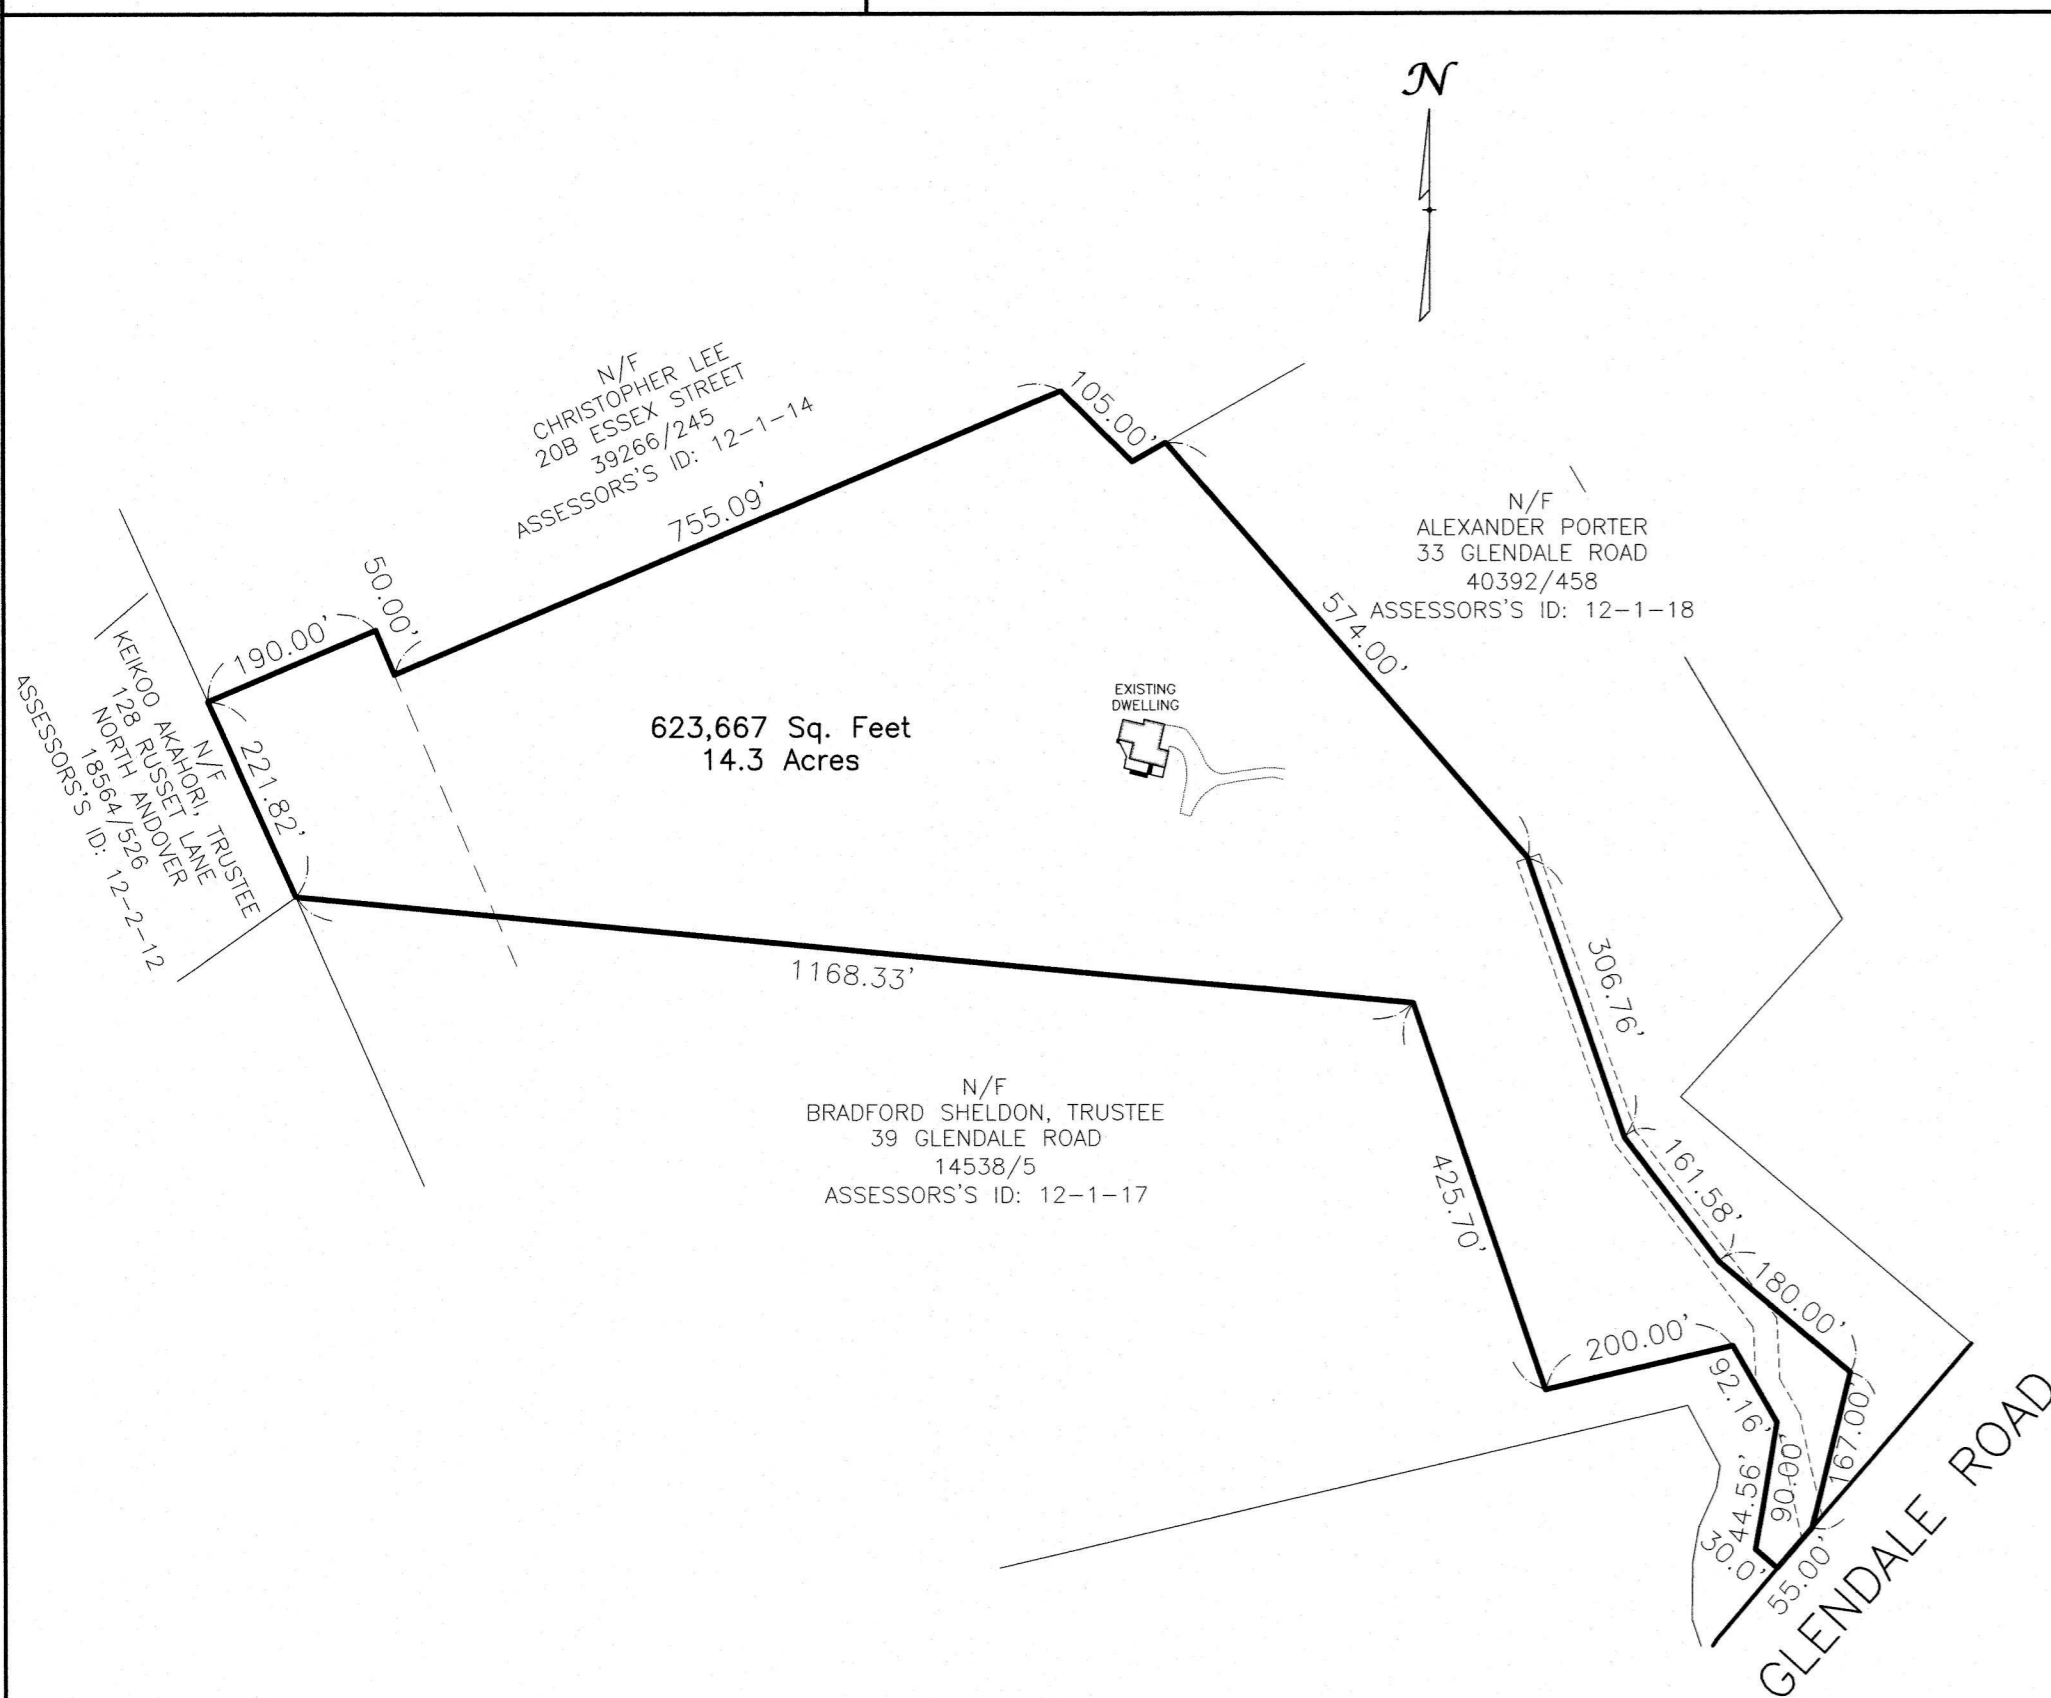 N
N/F
CHRISTOPHER LEE
20B ESSEX STREET
39266/245
ASSESSORS'S ID: 12-1-14
105.00'
755.09'
N/F
ALEXANDER PORTER
33 GLENDALE ROAD
40392/458
ASSESSORS'S ID: 12-1-18
50.00'
190.00'
574.00'
N/F
KEIKOO AKAHORI, TRUSTEE
128 RUSSET LANE
NORTH ANDOVER
18564/526
ASSESSORS'S ID: 12-2-12
221.82'
623,667 Sq. Feet
14.3 Acres
EXISTING
DWELLING
306.76'
1168.33'
N/F
BRADFORD SHELDON, TRUSTEE
39 GLENDALE ROAD
14538/5
ASSESSORS'S ID: 12-1-17
425.70'
161.58'
180.00'
200.00'
92.16'
167.00'
90.00'
44.56'
30.0'
55.00'
GLENDALE ROAD